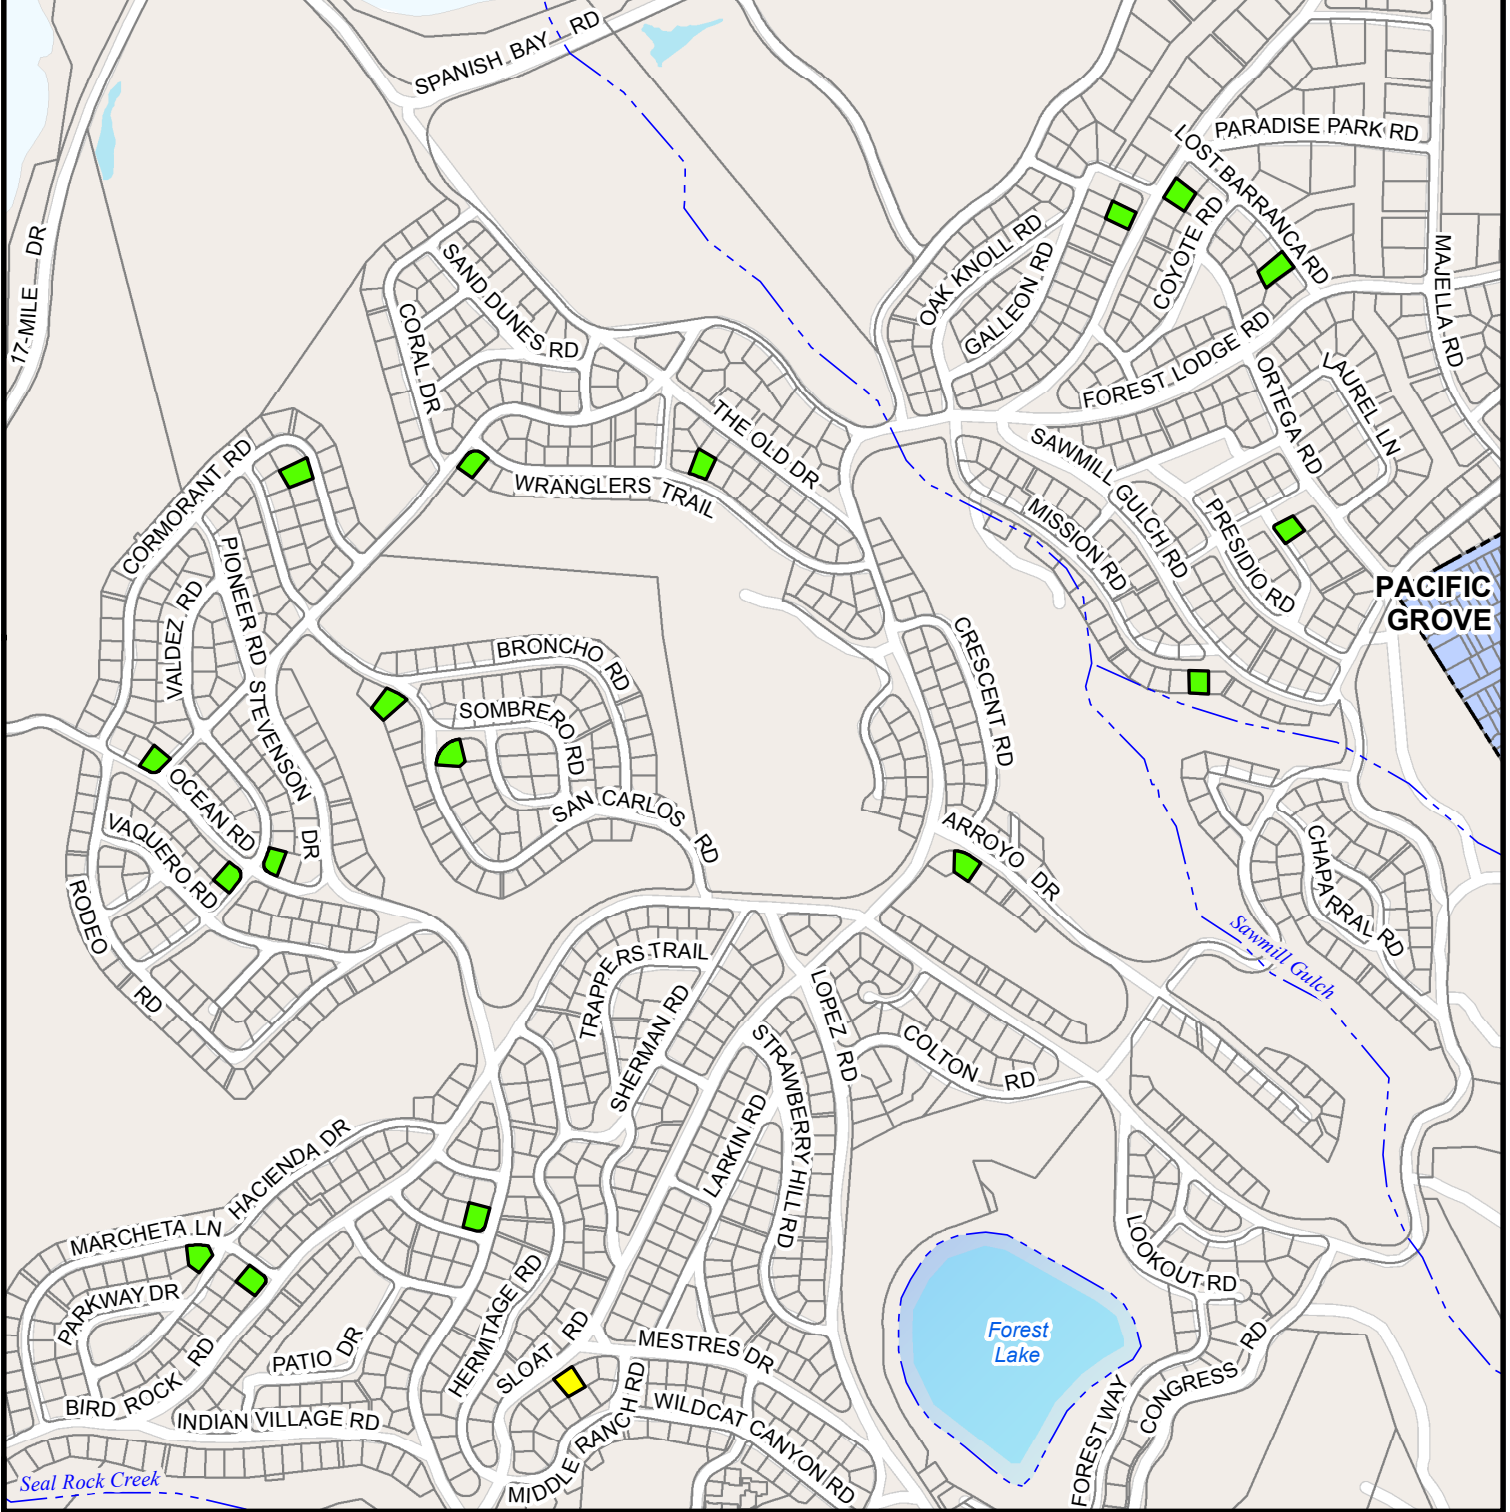 SPANISH BAY RD
PARADISE PARK RD
LOST BARRANCA RD
17-MILE DR
SAND DUNES RD
OAK KNOLL RD
COYOTE RD
MAJELLA RD
CORAL DR
GALLEON RD
FOREST LODGE RD
LAUREL LN
ORTEGA RD
THE OLD DR
CORMORANT RD
WRANGLERS TRAIL
SAWMILL GULCH RD
MISSION RD
PRESIDIO RD
PACIFIC
GROVE
PIONEER RD
VALDEZ RD
BRONCHO RD
CRESCENT RD
SOMBRERO RD
STEVENSON DR
OCEAN RD
SAN CARLOS RD
VAQUERO RD
ARROYO DR
CHAPARRAL RD
RODEO RD
Sawmill Gulch
TRAPPERS TRAIL
SHERMAN RD
LOPEZ RD
STRAWBERRY HILL RD
COLTON RD
LARKIN RD
HACIENDA DR
MARCHETA LN
LOOKOUT RD
PARKWAY DR
HERMITAGE RD
Forest
Lake
PATIO DR
SLOAT RD
MESTRES DR
CONGRESS RD
FOREST WAY
BIRD ROCK RD
INDIAN VILLAGE RD
MIDDLE RANCH RD
WILDCAT CANYON RD
Seal Rock Creek